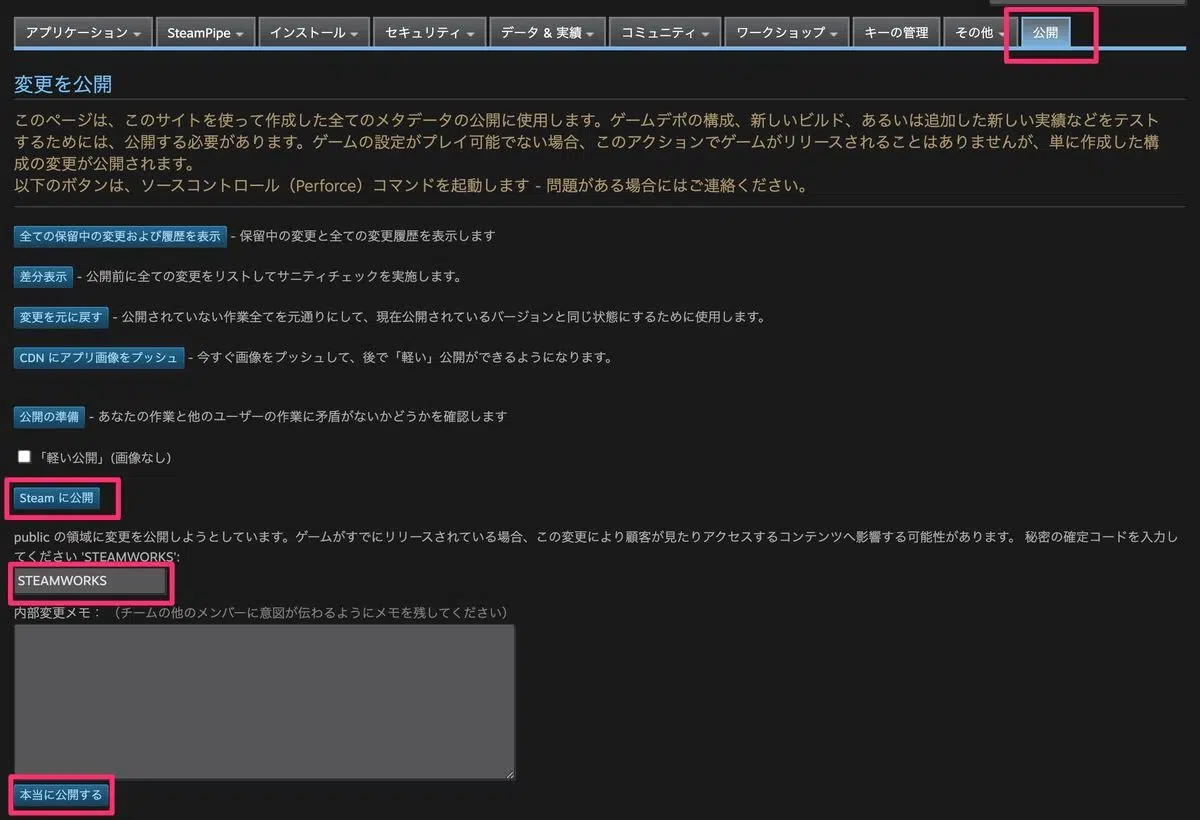 アプリケーション SteamPipe インストール セキュリティ データ & 実績 コミュニティ ワークショップ キーの管理 その他 公開
変更を公開
このページは、このサイトを使って作成した全てのメタデータの公開に使用します。ゲームデポの構成、新しいビルド、あるいは追加した新しい実績などをテスト
するためには、公開する必要があります。ゲームの設定がプレイ可能でない場合、このアクションでゲームがリリースされることはありませんが、単に作成した構
成の変更が公開されます。
以下のボタンは、ソースコントロール（Perforce）コマンドを起動します - 問題がある場合にはご連絡ください。
全ての保留中の変更および履歴を表示 - 保留中の変更と全ての変更履歴を表示します
差分表示 - 公開前に全ての変更をリストしてサニティチェックを実施します。
変更を元に戻す - 公開されていない作業全てを元通りにして、現在公開されているバージョンと同じ状態にするために使用します。
CDN にアプリ画像をプッシュ - 今すぐ画像をプッシュして、後で「軽い」公開ができるようになります。
公開の準備 - あなたの作業と他のユーザーの作業に矛盾がないかどうかを確認します
「軽い公開」(画像なし)
Steam に公開
public の領域に変更を公開しようとしています。ゲームがすでにリリースされている場合、この変更により顧客が見たりアクセスするコンテンツへ影響する可能性があります。 秘密の確定コードを入力し
てください 'STEAMWORKS':
STEAMWORKS
内部変更メモ： （チームの他のメンバーに意図が伝わるようにメモを残してください）
本当に公開する